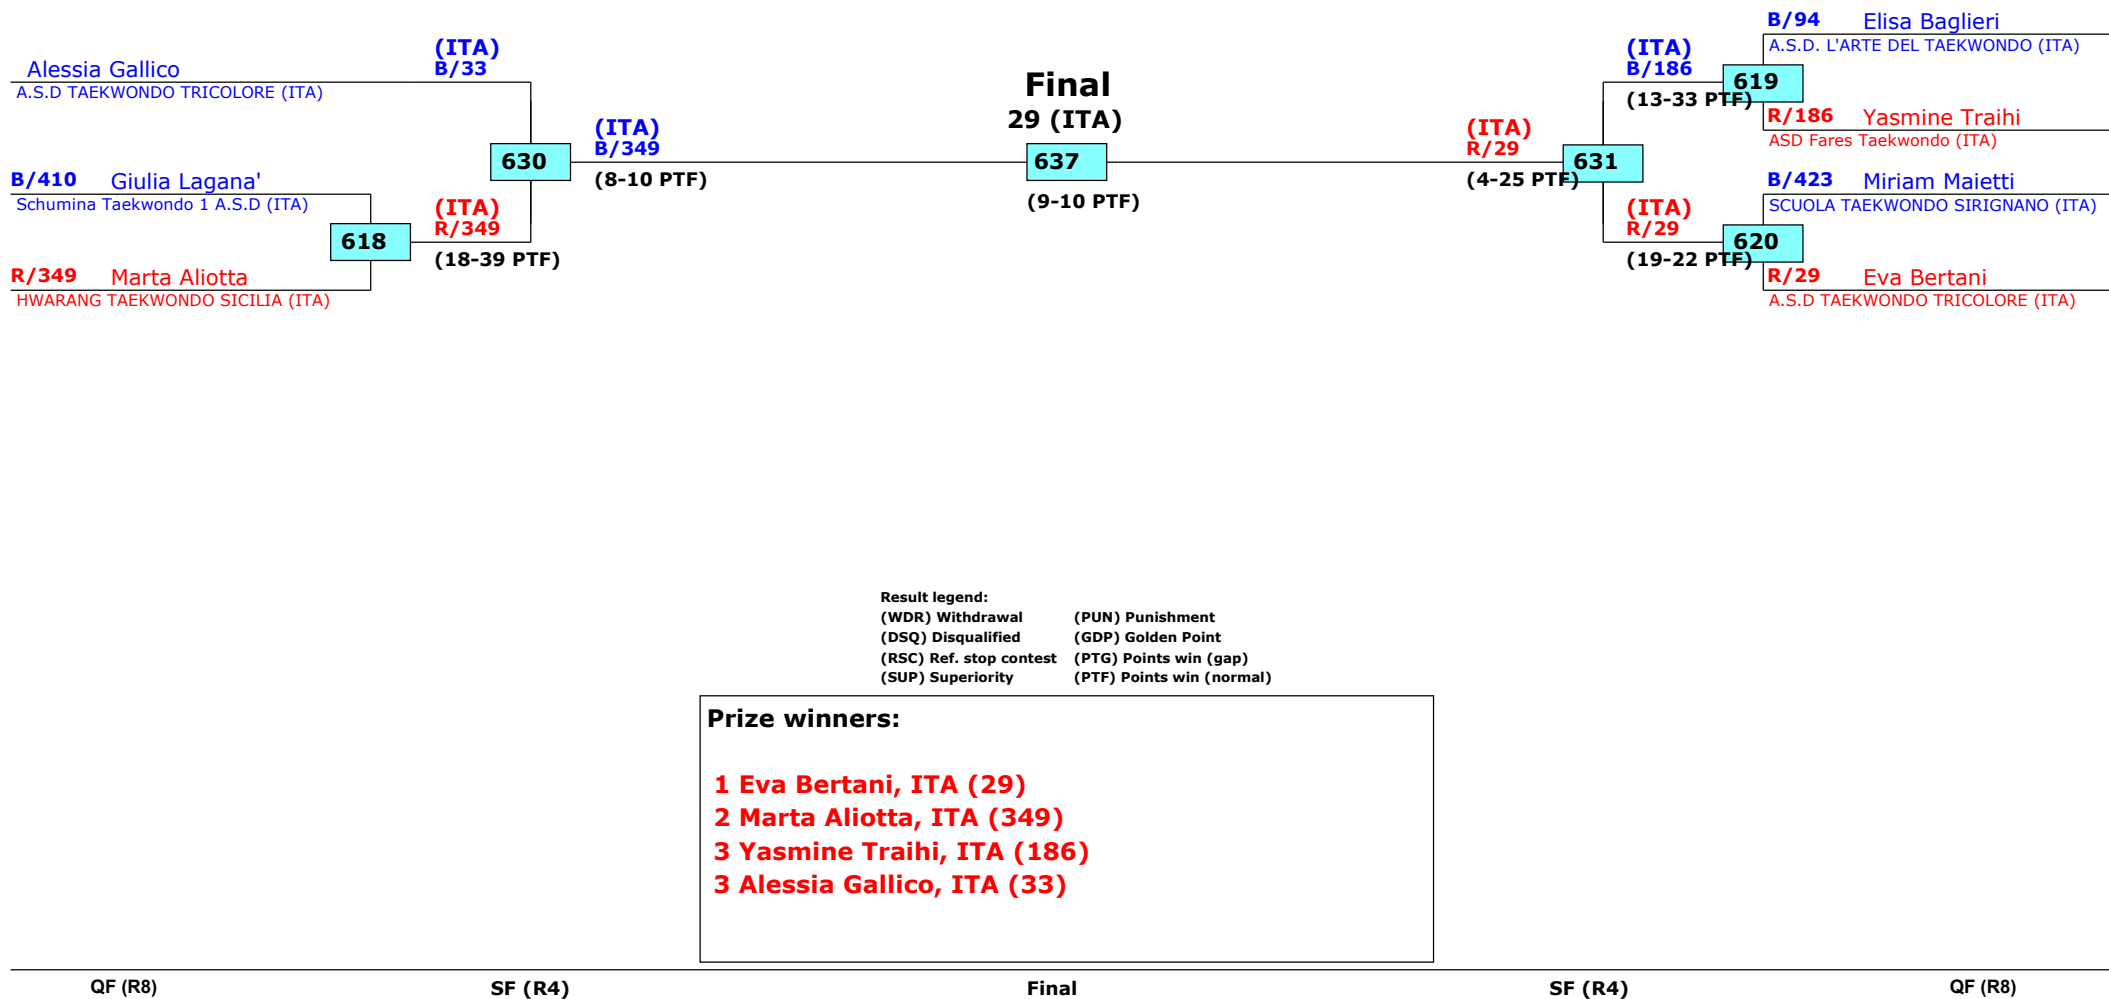 Alessia Gallico
A.S.D TAEKWONDO TRICOLORE (ITA)
(ITA)
B/33
B/410 Giulia Lagana'
Schumina Taekwondo 1 A.S.D (ITA)
618
R/349 Marta Aliotta
HWARANG TAEKWONDO SICILIA (ITA)
(ITA)
R/349
(18-39 PTF)
630
(ITA)
B/349
(8-10 PTF)
Final
29 (ITA)
637
(9-10 PTF)
(ITA)
R/29
(4-25 PTF)
631
(ITA)
B/186
(13-33 PTF)
619
(ITA)
R/29
(19-22 PTF)
620
B/94 Elisa Baglieri
A.S.D. L'ARTE DEL TAEKWONDO (ITA)
R/186 Yasmine Traihi
ASD Fares Taekwondo (ITA)
B/423 Miriam Maietti
SCUOLA TAEKWONDO SIRIGNANO (ITA)
R/29 Eva Bertani
A.S.D TAEKWONDO TRICOLORE (ITA)
Result legend:
(WDR) Withdrawal (PUN) Punishment
(DSQ) Disqualified (GDP) Golden Point
(RSC) Ref. stop contest (PTG) Points win (gap)
(SUP) Superiority (PTF) Points win (normal)
Prize winners:
1 Eva Bertani, ITA (29)
2 Marta Aliotta, ITA (349)
3 Yasmine Traihi, ITA (186)
3 Alessia Gallico, ITA (33)
QF (R8) SF (R4) Final SF (R4) QF (R8)